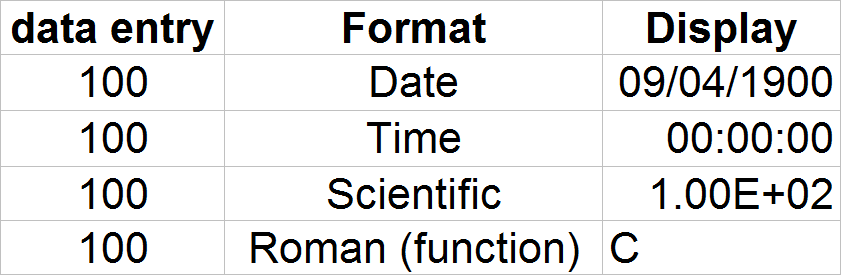 data entry Format Display
100 Date 09/04/1900
100 Time 00:00:00
100 Scientific 1.00E+02
100 Roman (function) C